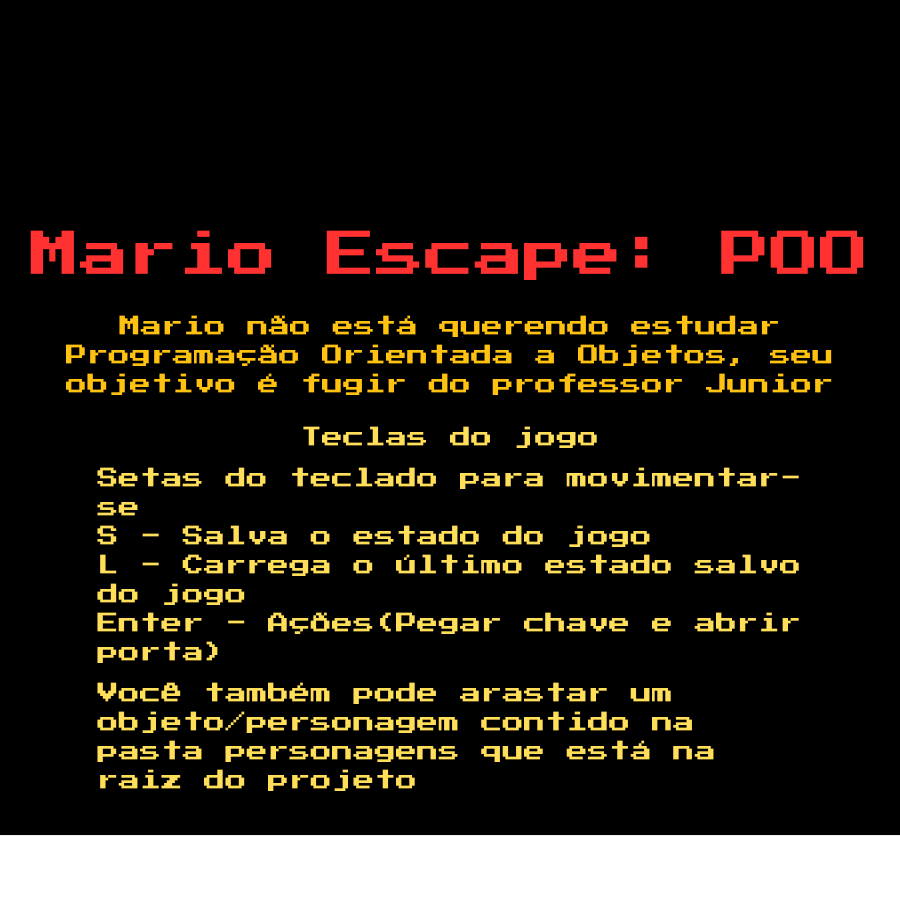 Mario Escape: POO
Mario não está querendo estudar
Programação Orientada a Objetos, seu
objetivo é fugir do professor Junior
Teclas do jogo
Setas do teclado para movimentar-
se
S - Salva o estado do jogo
L - Carrega o último estado salvo
do jogo
Enter - Ações(Pegar chave e abrir
porta)
Você também pode arastar um
objeto/personagem contido na
pasta personagens que está na
raiz do projeto